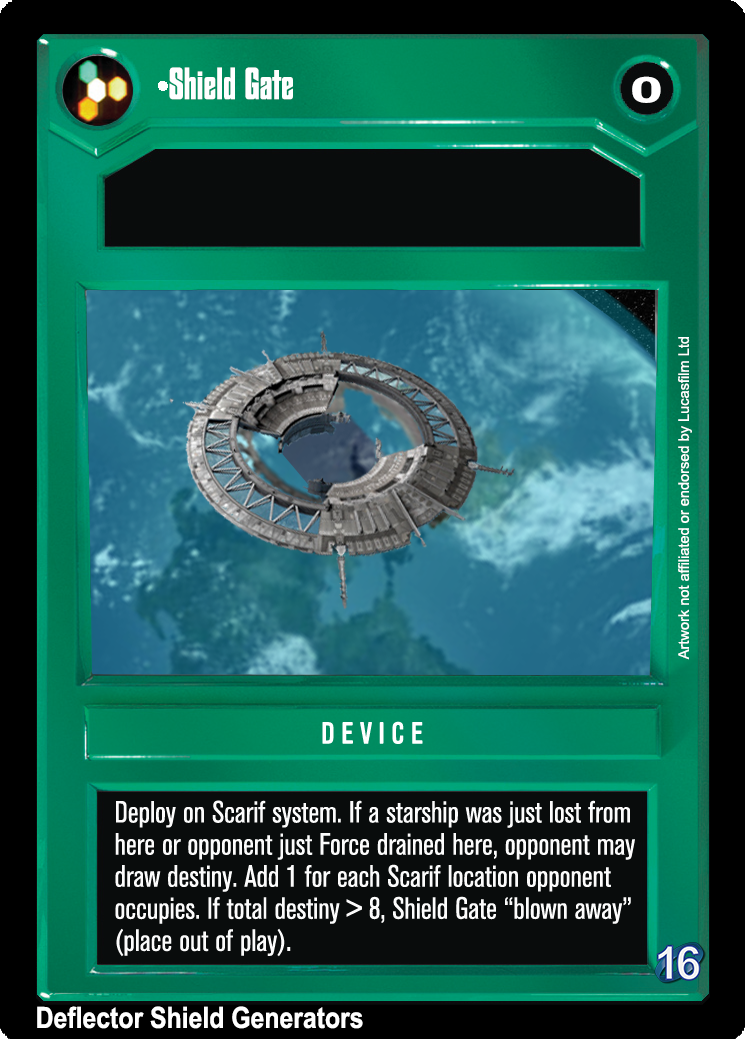 •Shield Gate
0
Artwork not affiliated or endorsed by Lucasfilm Ltd
DEVICE
Deploy on Scarif system. If a starship was just lost from
here or opponent just Force drained here, opponent may
draw destiny. Add 1 for each Scarif location opponent
occupies. If total destiny > 8, Shield Gate “blown away”
(place out of play).
16
Deflector Shield Generators